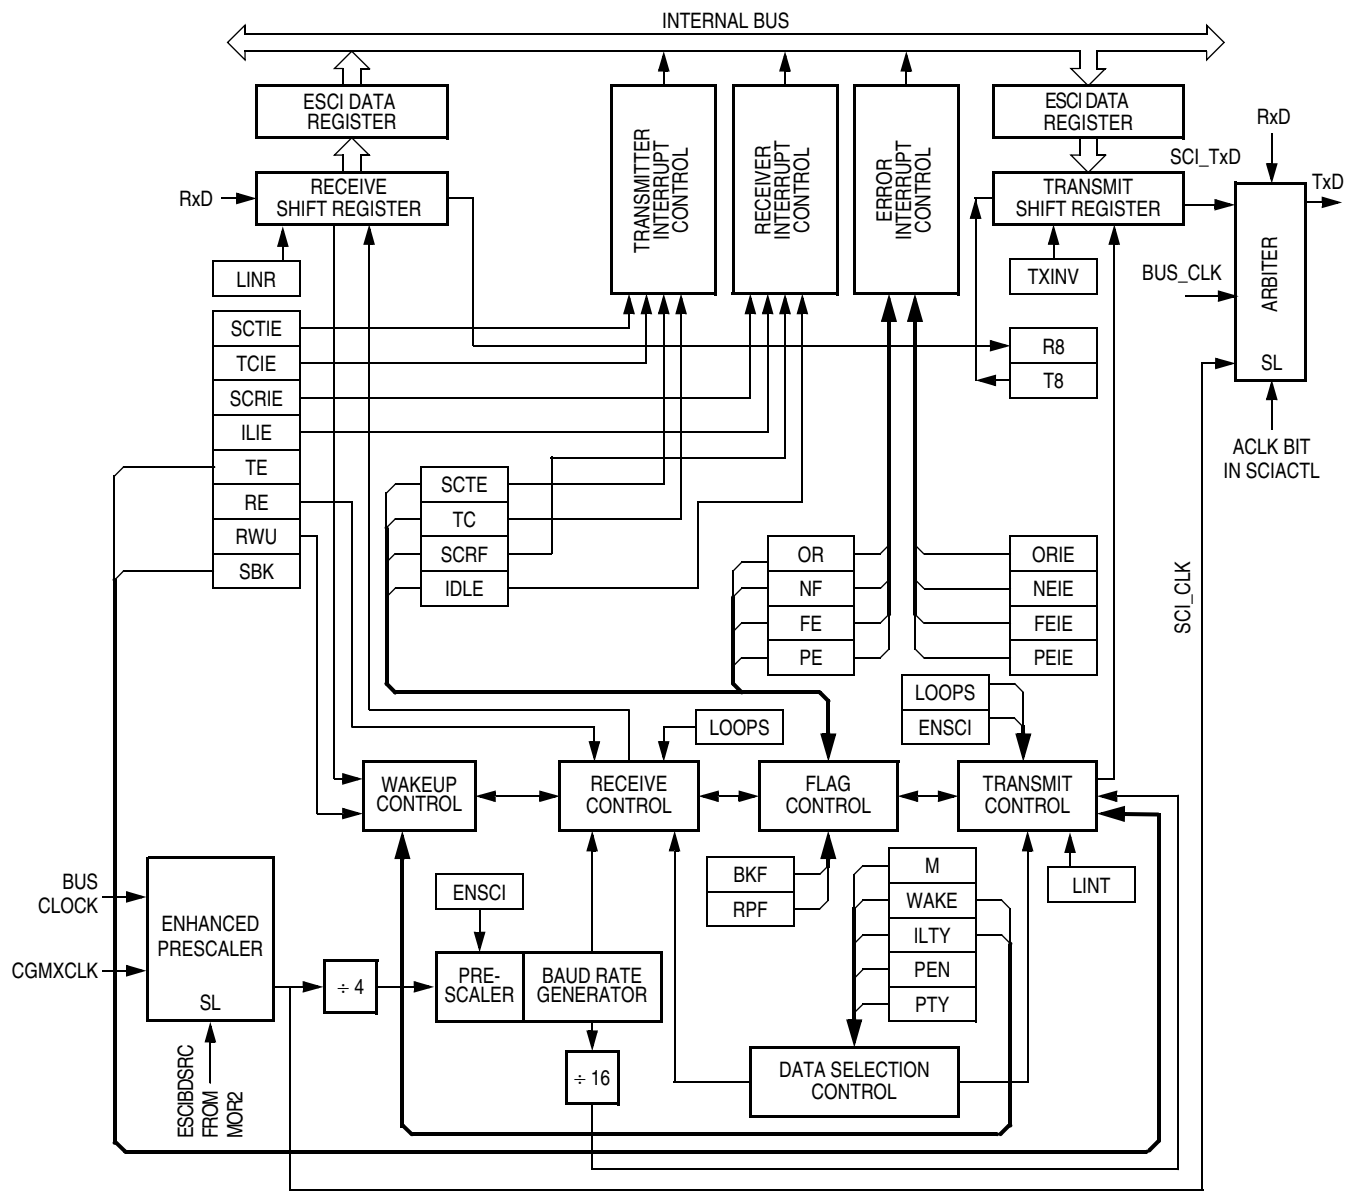 INTERNAL BUS
ESCI DATA
REGISTER
TRANSMITTER
INTERRUPT
CONTROL
RECEIVER
INTERRUPT
CONTROL
ERROR
INTERRUPT
CONTROL
ESCI DATA
REGISTER
RxD
SCI_TxD
TxD
RxD
RECEIVE
SHIFT REGISTER
TRANSMIT
SHIFT REGISTER
ARBITER
SL
LINR
TXINV
BUS_CLK
SCTIE
TCIE
SCRIE
ILIE
TE
RE
RWU
SBK
R8
T8
ACLK BIT
IN SCIACTL
SCTE
TC
SCRF
IDLE
OR
NF
FE
PE
ORIE
NEIE
FEIE
PEIE
SCI_CLK
LOOPS
ENSCI
LOOPS
WAKEUP
CONTROL
RECEIVE
CONTROL
FLAG
CONTROL
TRANSMIT
CONTROL
BKF
RPF
M
WAKE
ILTY
PEN
PTY
LINT
BUS
CLOCK
CGMXCLK
ENHANCED
PRESCALER
SL
ENSCI
÷ 4
PRE-
SCALER
BAUD RATE
GENERATOR
÷ 16
DATA SELECTION
CONTROL
ESCIBDSRC
FROM
MOR2